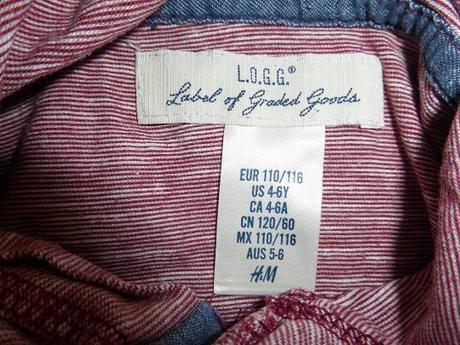 L.O.G.G.®
Label of Graded Goods
EUR 110/116
US 4-6Y
CA 4-6A
CN 120/60
MX 110/116
AUS 5-6
H&M